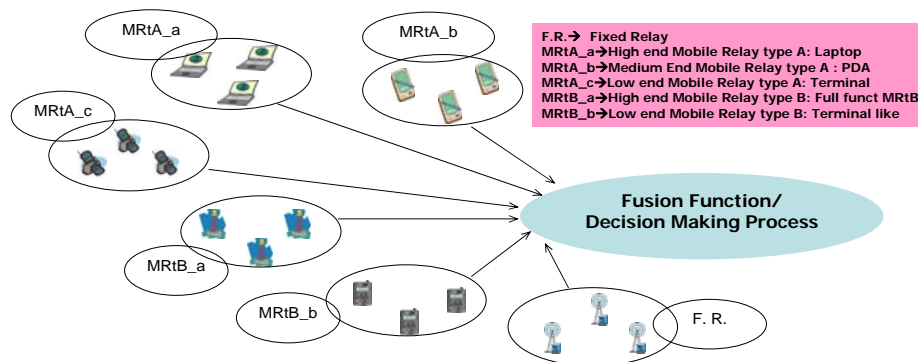 MRtA_a
MRtA_b
F.R.→ Fixed Relay
MRtA_a→High end Mobile Relay type A: Laptop
MRtA_b→Medium End Mobile Relay type A : PDA
MRtA_c→Low end Mobile Relay type A: Terminal
MRtB_a→High end Mobile Relay type B: Full funct MRtB
MRtB_b→Low end Mobile Relay type B: Terminal like
MRtA_c
Fusion Function/
Decision Making Process
MRtB_a
MRtB_b
F. R.